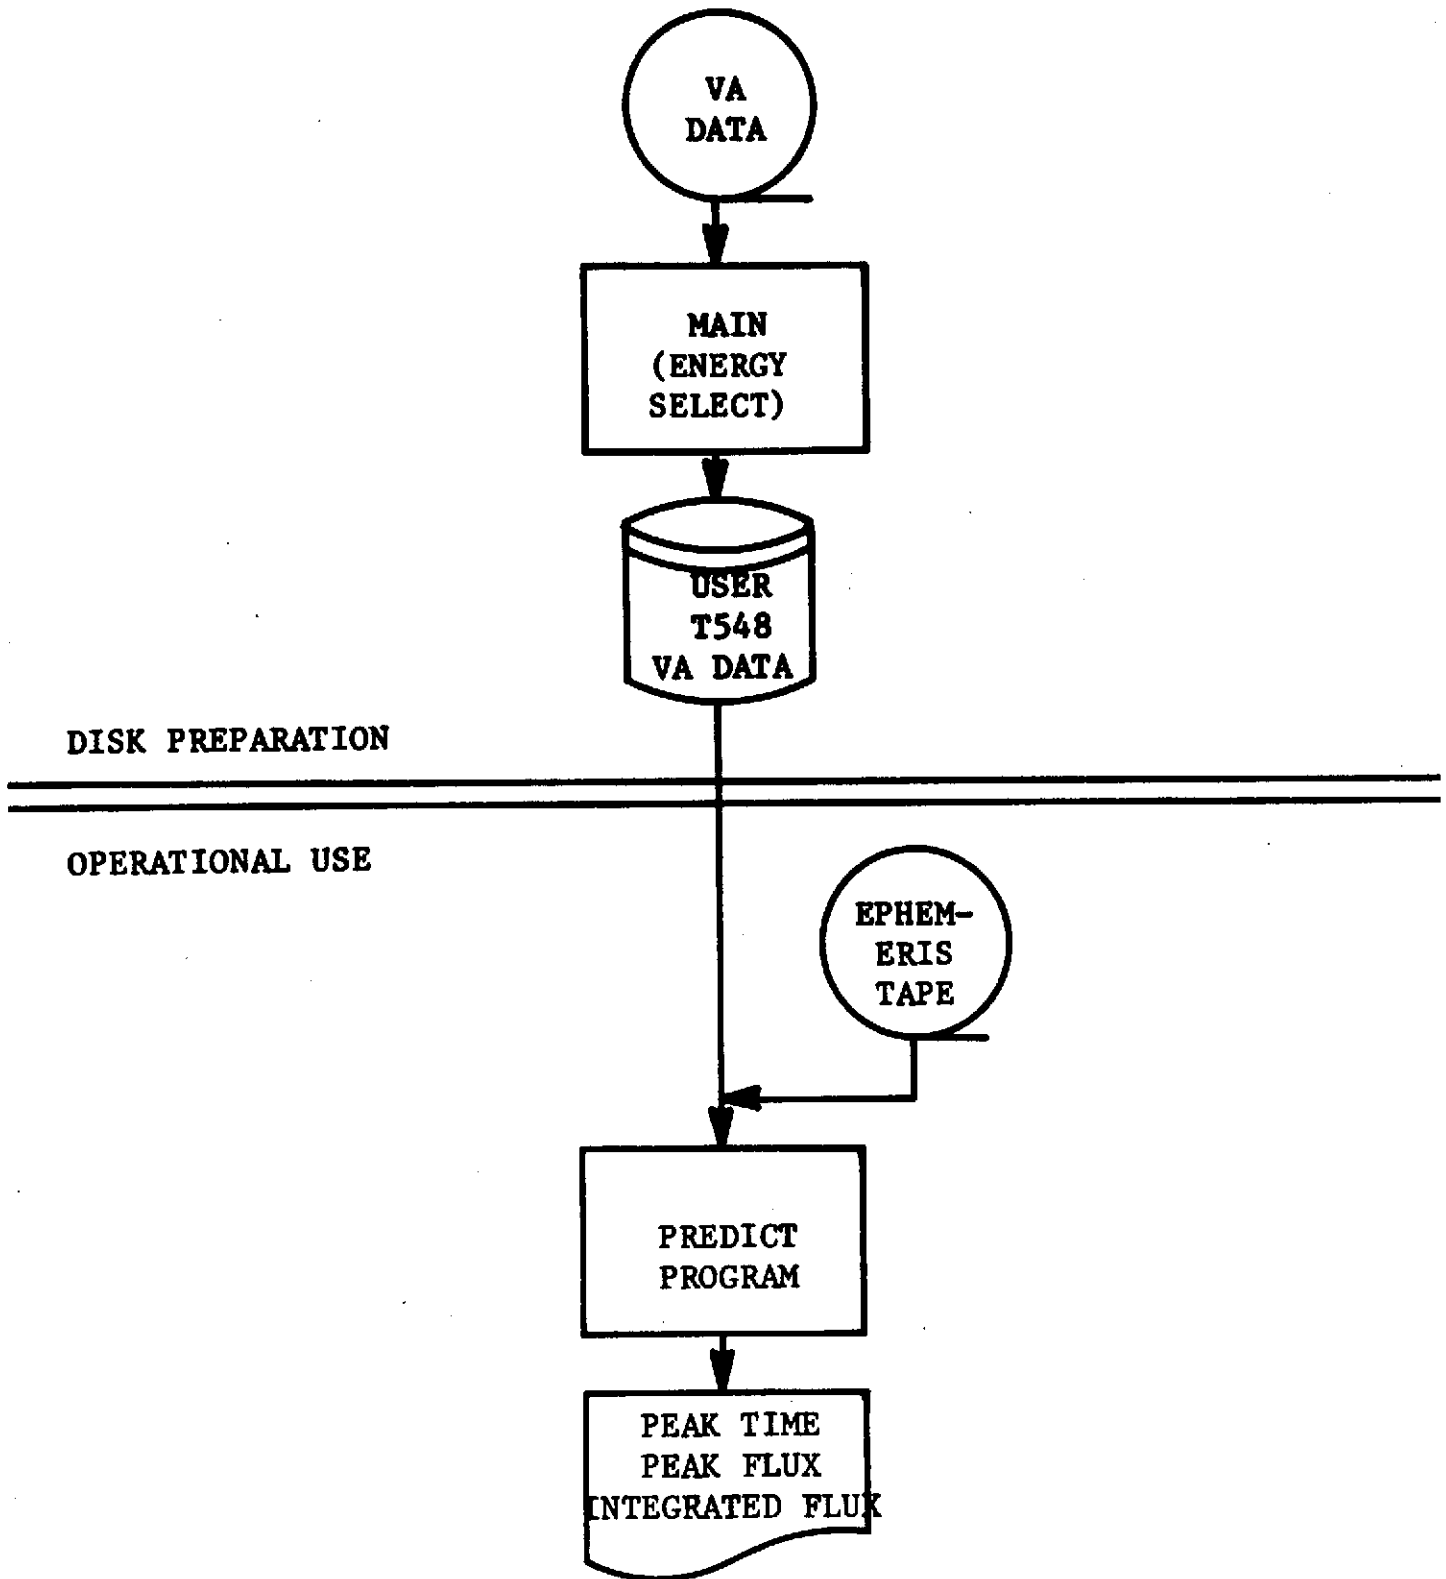 VA
DATA
MAIN
(ENERGY
SELECT)
USER
T548
VA DATA
DISK PREPARATION
OPERATIONAL USE
EPHEM-
ERIS
TAPE
PREDICT
PROGRAM
PEAK TIME
PEAK FLUX
INTEGRATED FLUX